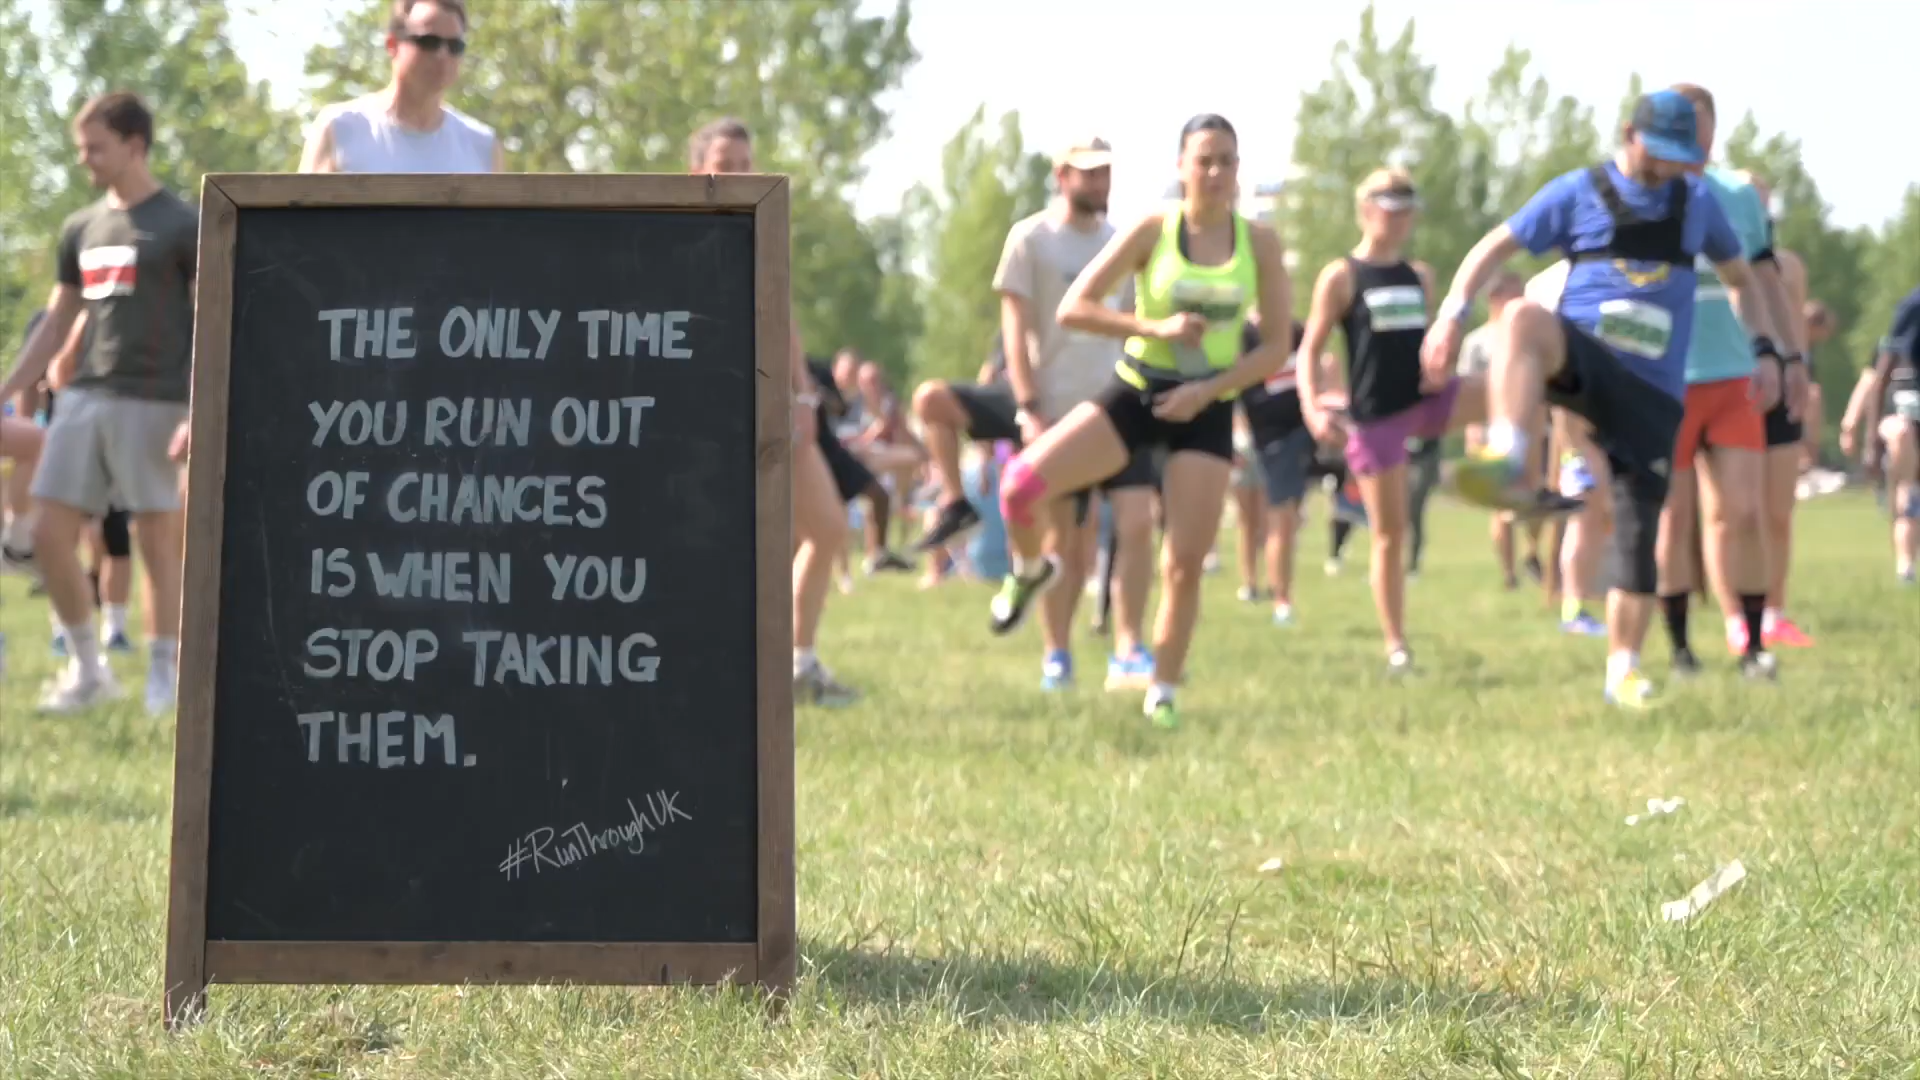 THE ONLY TIME
YOU RUN OUT
OF CHANCES
IS WHEN YOU
STOP TAKING
THEM.
#RunThroughUK